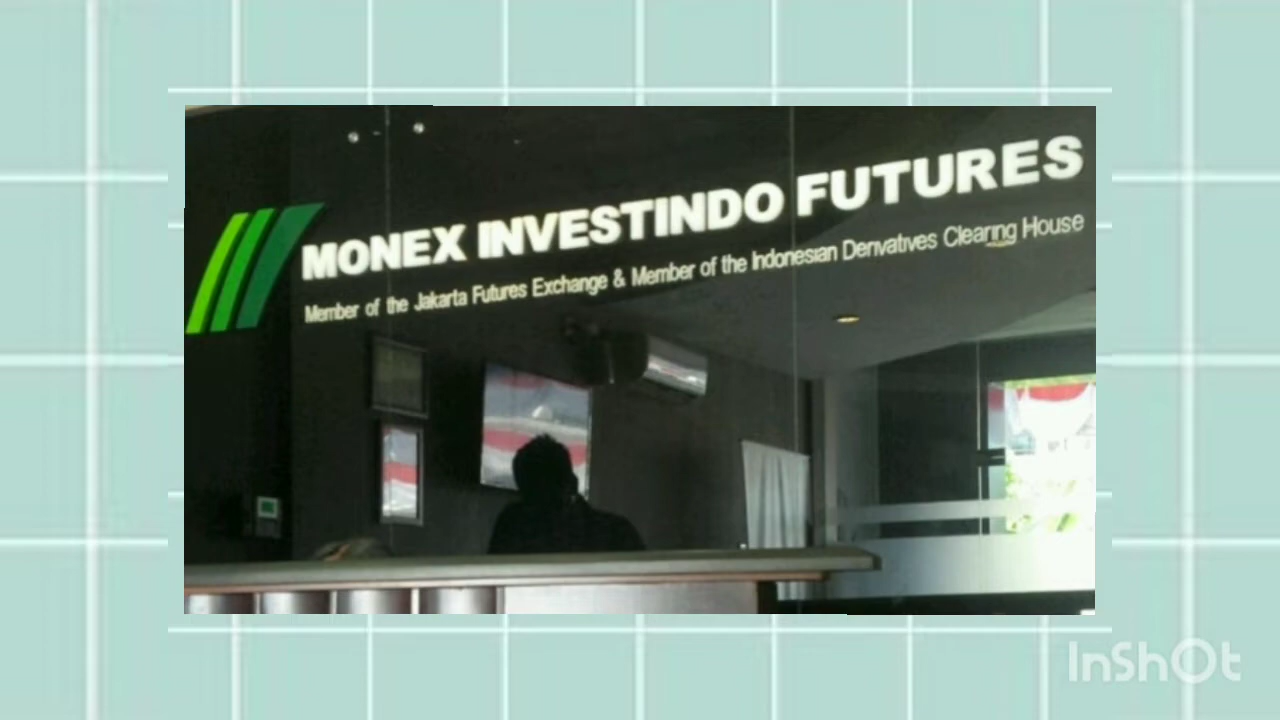 MONEX INVESTINDO FUTURES
Member of the Jakarta Futures Exchange & Member of the Indonesian Derivatives Clearing House
InShOt